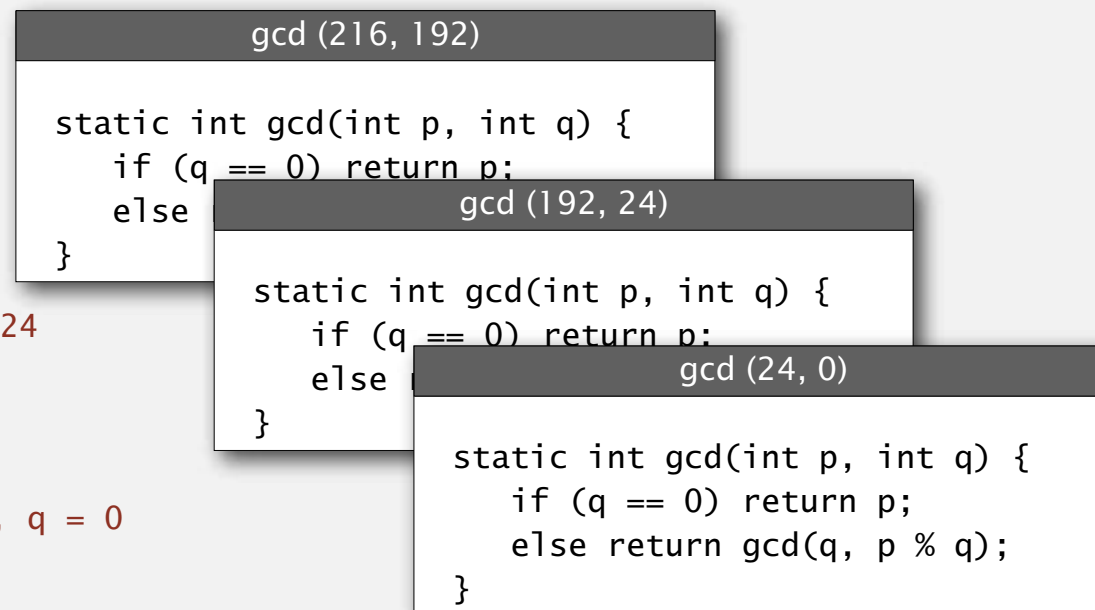 gcd (216, 192)
static int gcd(int p, int q) {
if (q == 0) return p;
else
}
gcd (192, 24)
static int gcd(int p, int q) {
if (q == 0) return p;
else
}
24
gcd (24, 0)
static int gcd(int p, int q) {
if (q == 0) return p;
else return gcd(q, p % q);
}
q = 0